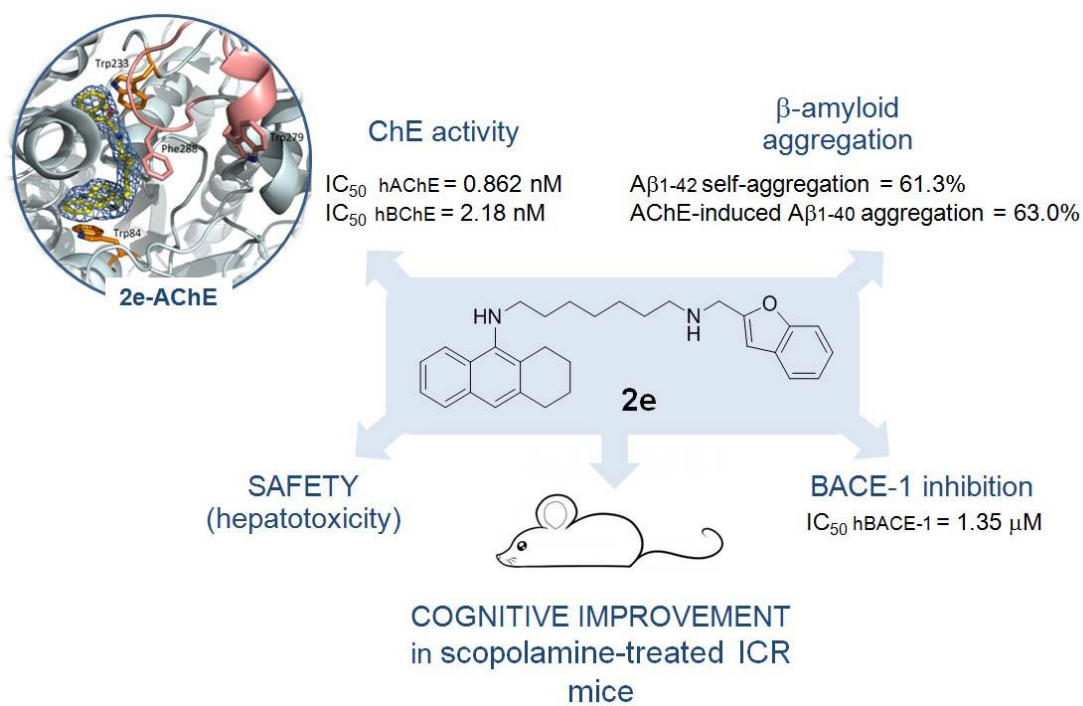 Trp233
Phe288
Trp279
Trp84
2e-AChE
ChE activity
IC50 hAChE = 0.862 nM
IC50 hBChE = 2.18 nM
β-amyloid
aggregation
Aβ1-42 self-aggregation = 61.3%
AChE-induced Aβ1-40 aggregation = 63.0%
HN
N
H
O
2e
SAFETY
(hepatotoxicity)
BACE-1 inhibition
IC50 hBACE-1 = 1.35 μM
COGNITIVE IMPROVEMENT
in scopolamine-treated ICR
mice